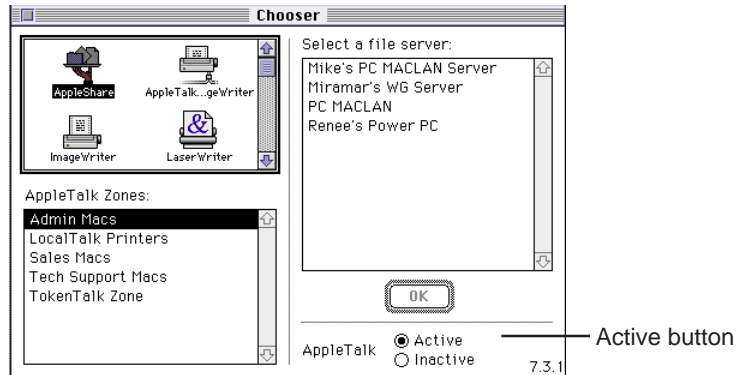 Chooser
AppleShare
AppleTalk...geWriter
ImageWriter
LaserWriter
AppleTalk Zones:
Admin Macs
LocalTalk Printers
Sales Macs
Tech Support Macs
TokenTalk Zone
Select a file server:
Mike's PC MACLAN Server
Miramar's WG Server
PC MACLAN
Renee's Power PC
OK
AppleTalk
Active
Inactive
7.3.1
Active button